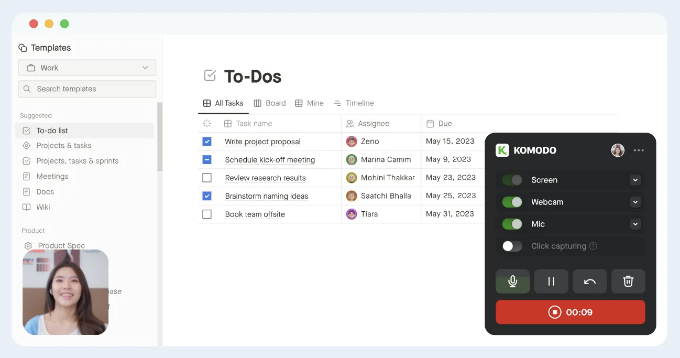 Templates
Work
Search templates
Suggested
To-do list
Projects & tasks
Projects, tasks & sprints
Meetings
Docs
Wiki
Product
Product Spec
ase
To-Dos
All Tasks Board Mine Timeline
Task name Assignee Due
Write project proposal Zeno May 15, 2023
Schedule kick-off meeting Marina Camim May 9, 2023
Review research results Mohini Thakkar May 23, 2023
Brainstorm naming ideas Saatchi Bhalla May 25, 2023
Book team offsite Tiara May 31, 2023
K KOMODO
Screen
Webcam
Mic
Click capturing
00:09